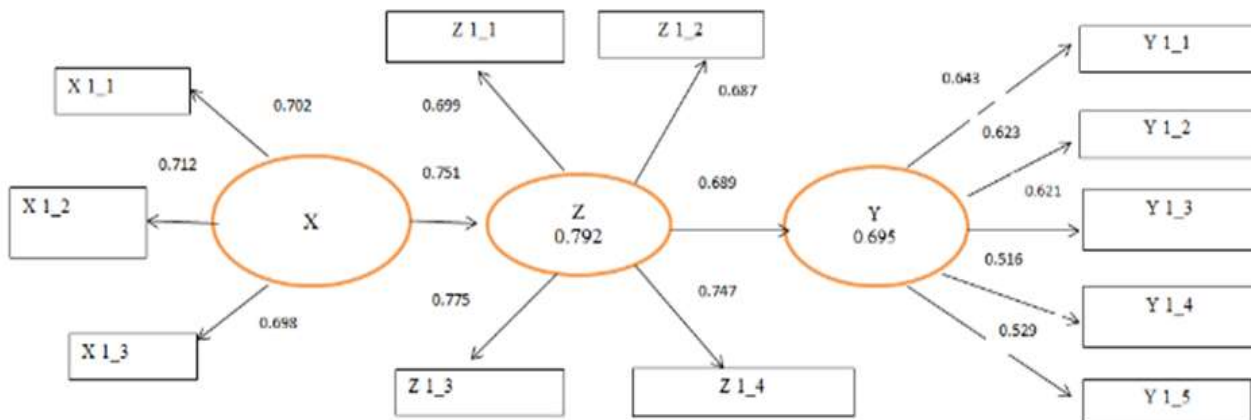 Z 1_1
Z 1_2
Y 1_1
X 1_1
0.702
0.699
0.687
0.643
0.623
Y 1_2
0.712
0.751
0.689
0.621
X 1_2
X
Z
0.792
Y
0.695
Y 1_3
0.516
0.775
0.747
0.698
0.529
Y 1_4
X 1_3
Z 1_3
Z 1_4
Y 1_5